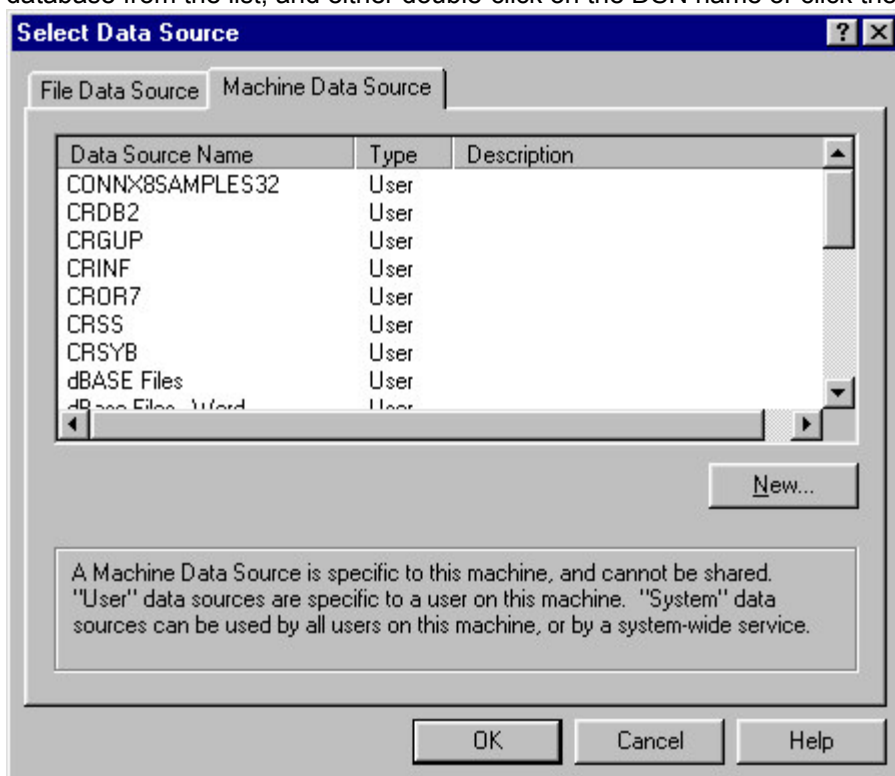 database from the list, and either double-click on the DSN name or click the
Select Data Source
File Data Source Machine Data Source
Data Source Name Type Description
CONNX8SAMPLES32 User
CRDB2 User
CRGUP User
CRINF User
CROR7 User
CRSS User
CRSYB User
dBASE Files User
dBase Files Word User
New...
A Machine Data Source is specific to this machine, and cannot be shared.
"User" data sources are specific to a user on this machine. "System" data
sources can be used by all users on this machine, or by a system-wide service.
OK Cancel Help